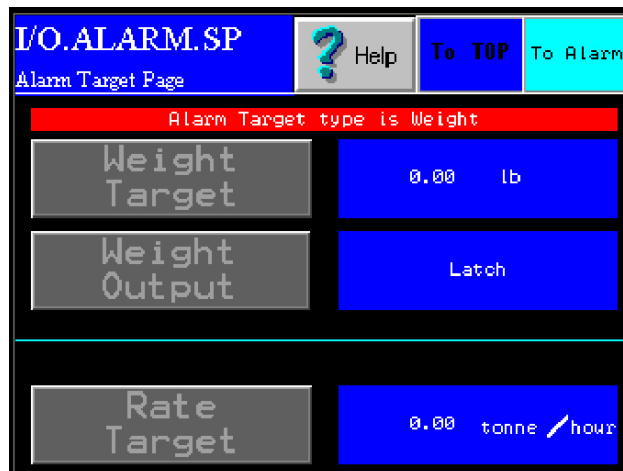 I/O.ALARM.SP
Alarm Target Page
Help
To TOP
To Alarm
Alarm Target type is Weight
Weight
Target
0.00 lb
Weight
Output
Latch
Rate
Target
0.00 tonne / hour